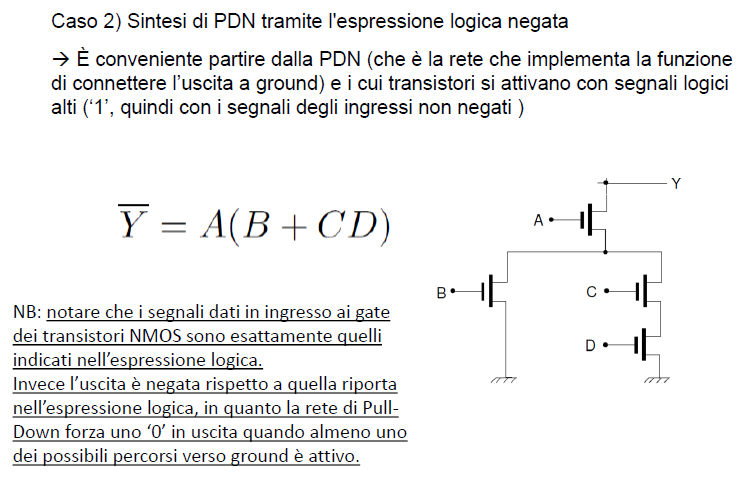 Caso 2) Sintesi di PDN tramite l'espressione logica negata
→ È conveniente partire dalla PDN (che è la rete che implementa la funzione
di connettere l'uscita a ground) e i cui transistori si attivano con segnali logici
alti ('1', quindi con i segnali degli ingressi non negati )
Y̅ = A(B + CD)
Y
A
B
C
D
NB: notare che i segnali dati in ingresso ai gate
dei transistori NMOS sono esattamente quelli
indicati nell'espressione logica.
Invece l'uscita è negata rispetto a quella riporta
nell'espressione logica, in quanto la rete di Pull-
Down forza uno '0' in uscita quando almeno uno
dei possibili percorsi verso ground è attivo.